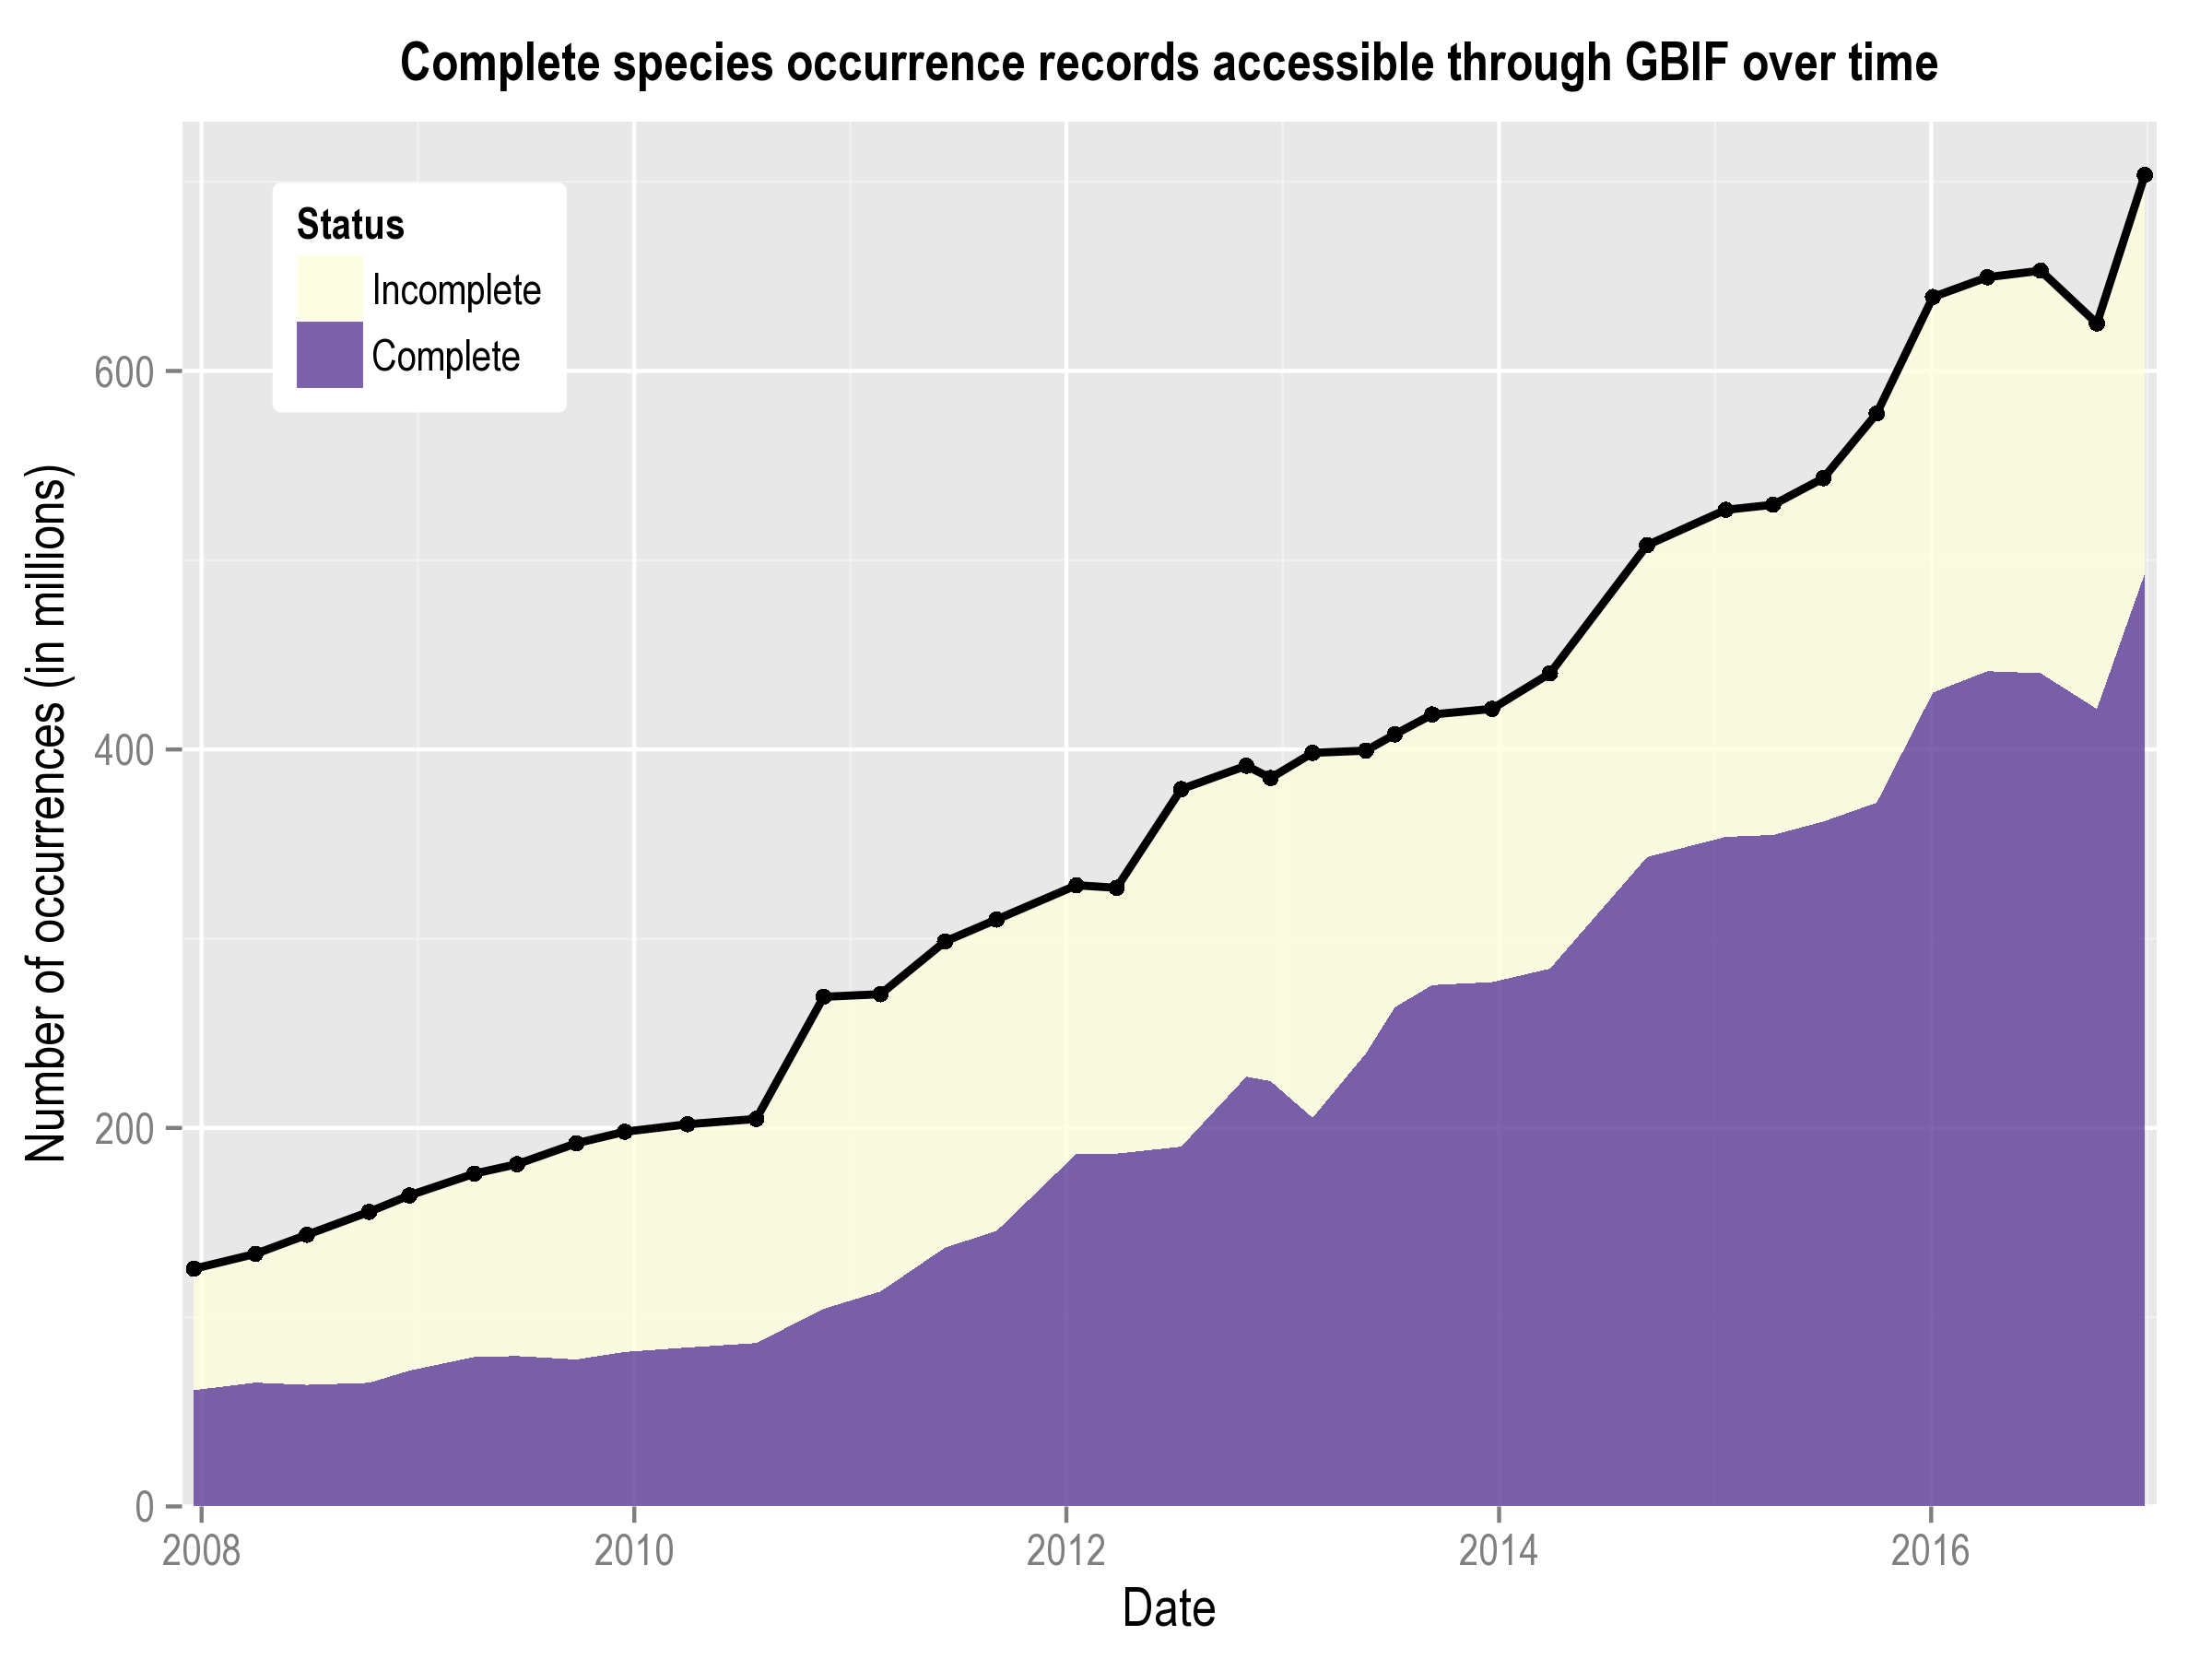 Complete species occurrence records accessible through GBIF over time
Status
Incomplete
Complete
Number of occurrences (in millions)
600
400
200
0
2008
2010
2012
2014
2016
Date